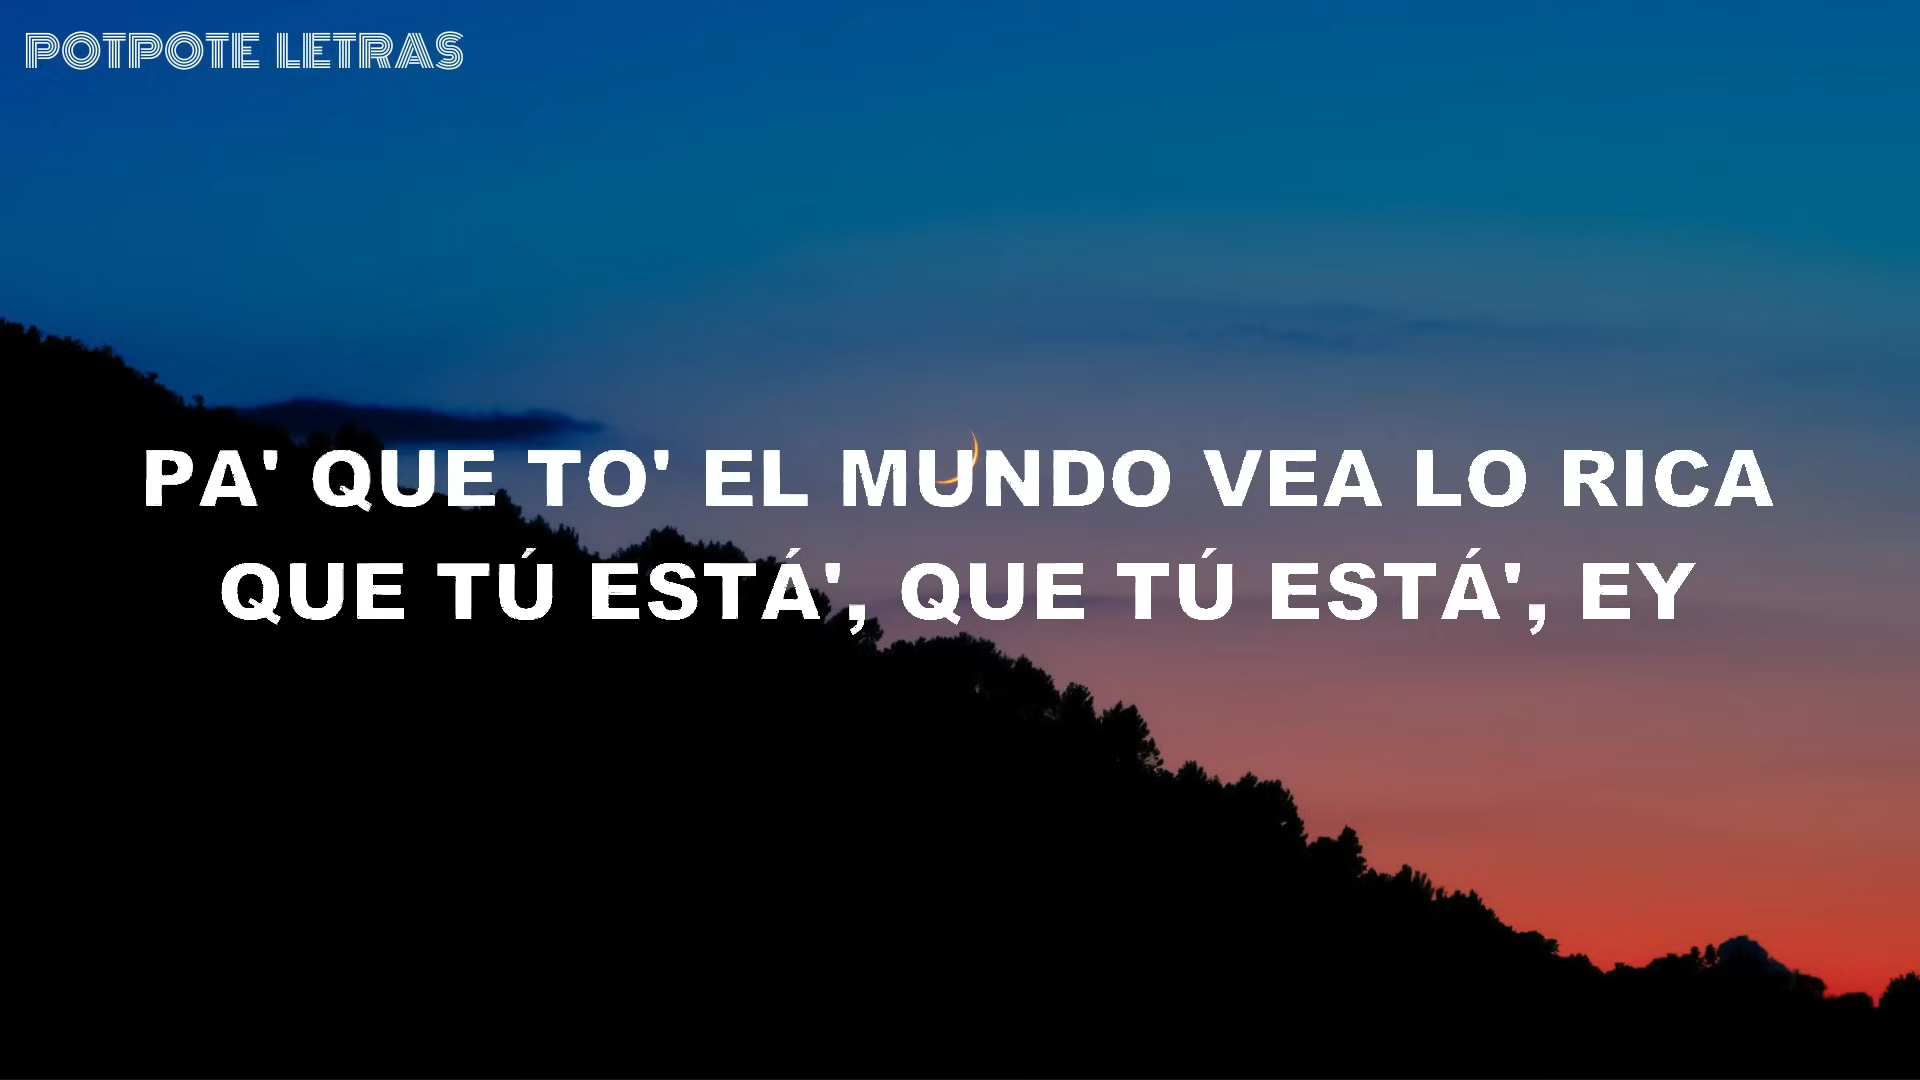 POTPOTE LETRAS
PA' QUE TO' EL MUNDO VEA LO RICA
QUE TÚ ESTÁ', QUE TÚ ESTÁ', EY